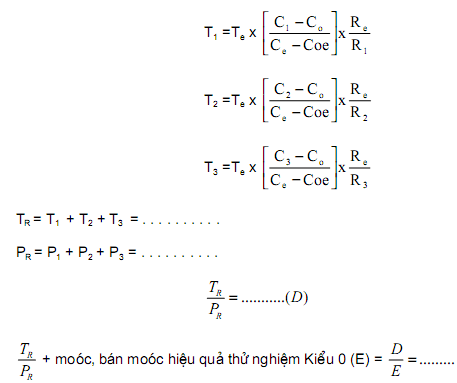 T₁ =Tₑ x [(C₁ – Cₒ)/(Cₑ – Coe)] x Rₑ/R₁
T₂ =Tₑ x [(C₂ – Cₒ)/(Cₑ – Coe)] x Rₑ/R₂
T₃ =Tₑ x [(C₃ – Cₒ)/(Cₑ – Coe)] x Rₑ/R₃
T_R = T₁ + T₂ + T₃ = . . . . . . . . . .
P_R = P₁ + P₂ + P₃ = . . . . . . . . . .
T_R/P_R = ...........(D)
T_R/P_R + moóc, bán moóc hiệu quả thử nghiệm Kiểu 0 (E) = D/E = .........